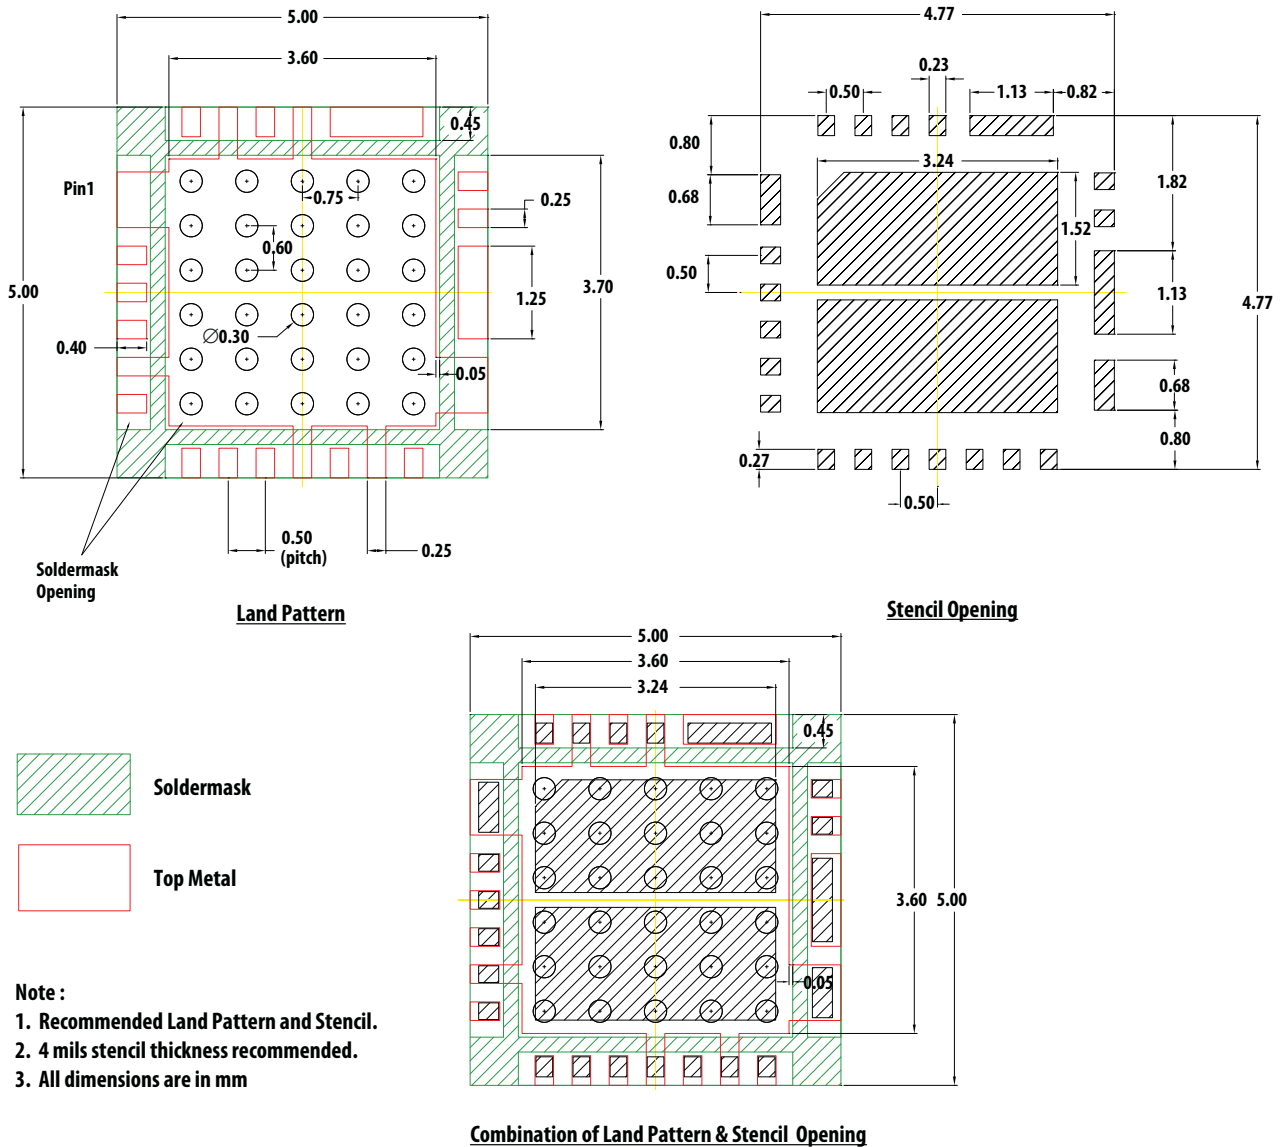 5.00
3.60
0.45
Pin1
0.75
0.25
0.60
5.00
3.70
1.25
Ø0.30
0.40
0.05
0.50
(pitch)
0.25
Soldermask
Opening
Land Pattern
4.77
0.23
0.50
1.13
0.82
0.80
3.24
1.82
0.68
1.52
0.50
1.13
4.77
0.68
0.80
0.27
0.50
Stencil Opening
5.00
3.60
3.24
0.45
3.60
5.00
0.05
Combination of Land Pattern & Stencil Opening
Soldermask
Top Metal
Note :
1. Recommended Land Pattern and Stencil.
2. 4 mils stencil thickness recommended.
3. All dimensions are in mm